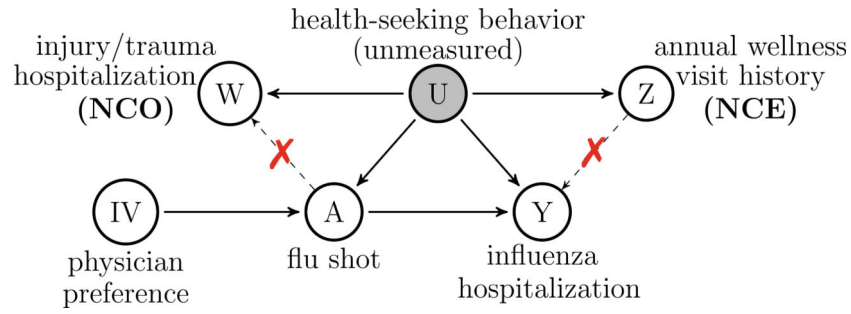 health-seeking behavior
(unmeasured)
injury/trauma
hospitalization
(NCO)
annual wellness
visit history
(NCE)
W
U
Z
✗
✗
IV
A
Y
physician
preference
flu shot
influenza
hospitalization